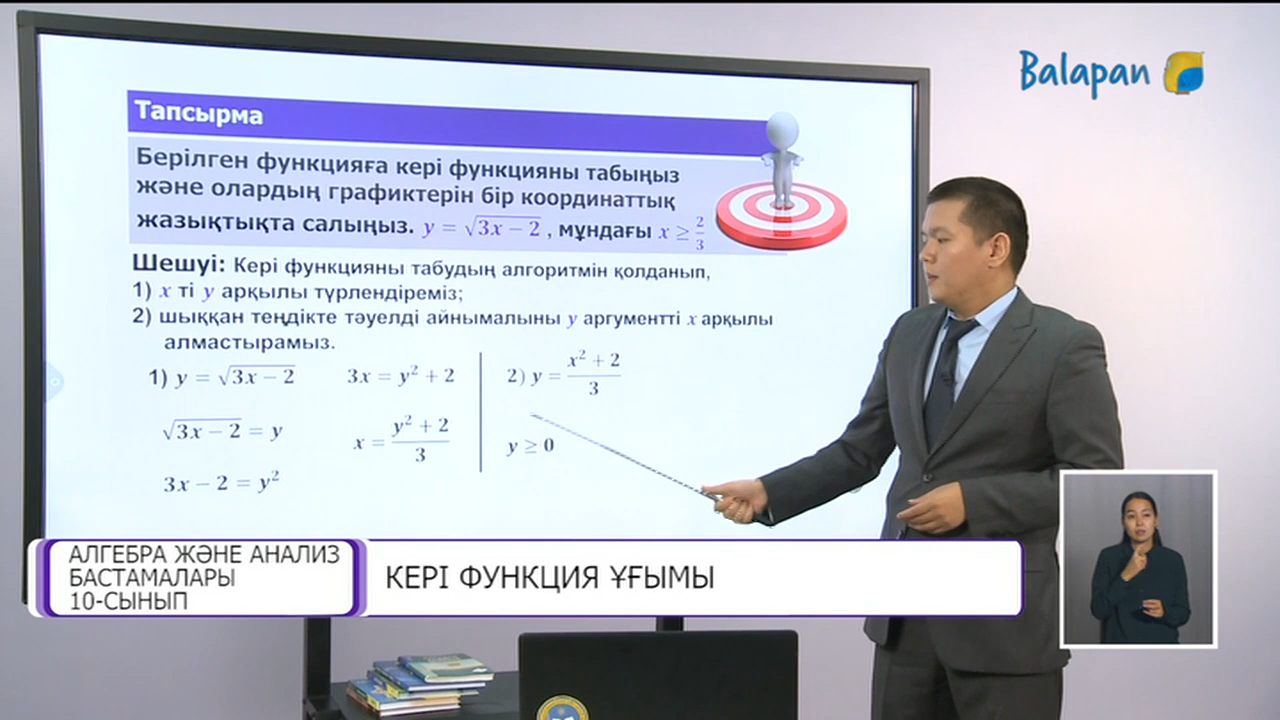 Balapan
Тапсырма
Берілген функцияға кері функцияны табыңыз
және олардың графиктерін бір координаттық
жазықтықта салыңыз. y = √(3x − 2) , мұндағы x ≥ 2/3
Шешуі: Кері функцияны табудың алгоритмін қолданып,
1) x ті y арқылы түрлендіреміз;
2) шыққан теңдікте тәуелді айнымалыны y аргументті x арқылы
алмастырамыз.
1) y = √(3x − 2)
√(3x − 2) = y
3x − 2 = y²
3x = y² + 2
x = (y² + 2)/3
2) y = (x² + 2)/3
y ≥ 0
АЛГЕБРА ЖӘНЕ АНАЛИЗ
БАСТАМАЛАРЫ
10-СЫНЫП
КЕРІ ФУНКЦИЯ ҰҒЫМЫ